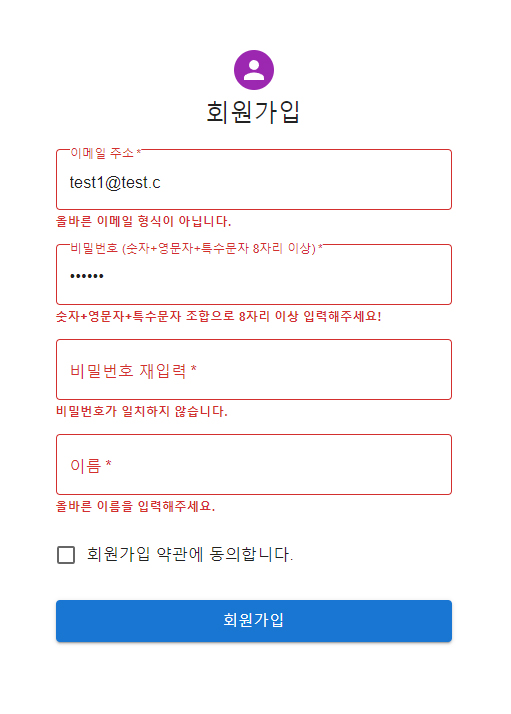 회원가입
이메일 주소 *
test1@test.c
올바른 이메일 형식이 아닙니다.
비밀번호 (숫자+영문자+특수문자 8자리 이상) *
••••••
숫자+영문자+특수문자 조합으로 8자리 이상 입력해주세요!
비밀번호 재입력 *
비밀번호가 일치하지 않습니다.
이름 *
올바른 이름을 입력해주세요.
회원가입 약관에 동의합니다.
회원가입